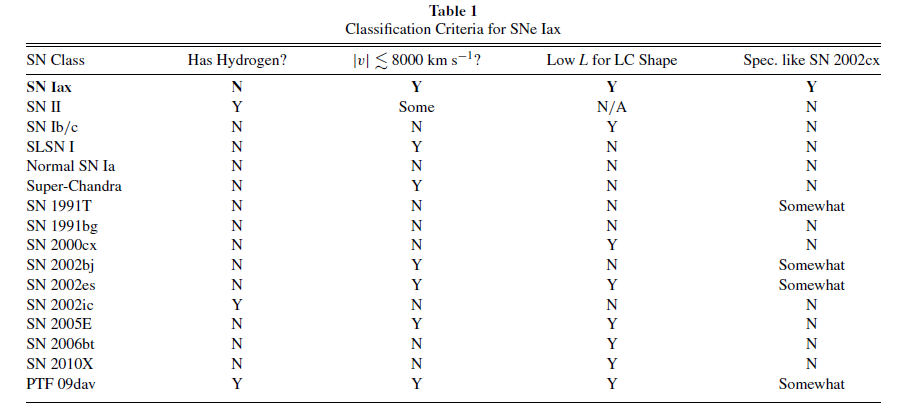 Table 1
Classification Criteria for SNe Iax
SN Class Has Hydrogen? |v| ≲ 8000 km s⁻¹? Low L for LC Shape Spec. like SN 2002cx
SN Iax N Y Y Y
SN II Y Some N/A N
SN Ib/c N N Y N
SLSN I N Y N N
Normal SN Ia N N N N
Super-Chandra N Y N N
SN 1991T N N N Somewhat
SN 1991bg N N N N
SN 2000cx N N Y N
SN 2002bj N Y N Somewhat
SN 2002es N Y Y Somewhat
SN 2002ic Y N N N
SN 2005E N Y Y N
SN 2006bt N N Y N
SN 2010X N N Y N
PTF 09dav Y Y Y Somewhat